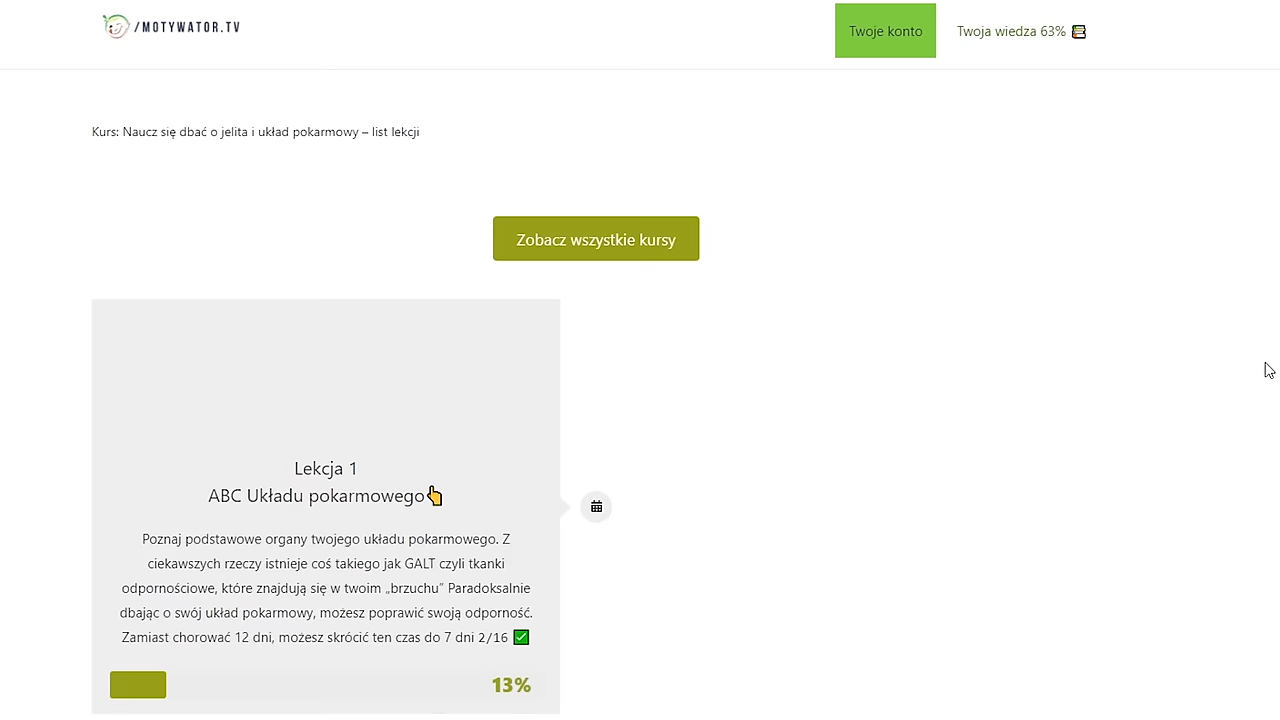 /MOTYWATOR.TV
Twoje konto
Twoja wiedza 63%
Kurs: Naucz się dbać o jelita i układ pokarmowy – list lekcji
Zobacz wszystkie kursy
Lekcja 1
ABC Układu pokarmowego
Poznaj podstawowe organy twojego układu pokarmowego. Z
ciekawszych rzeczy istnieje coś takiego jak GALT czyli tkanki
odpornościowe, które znajdują się w twoim „brzuchu” Paradoksalnie
dbając o swój układ pokarmowy, możesz poprawić swoją odporność.
Zamiast chorować 12 dni, możesz skrócić ten czas do 7 dni 2/16 ✅
13%